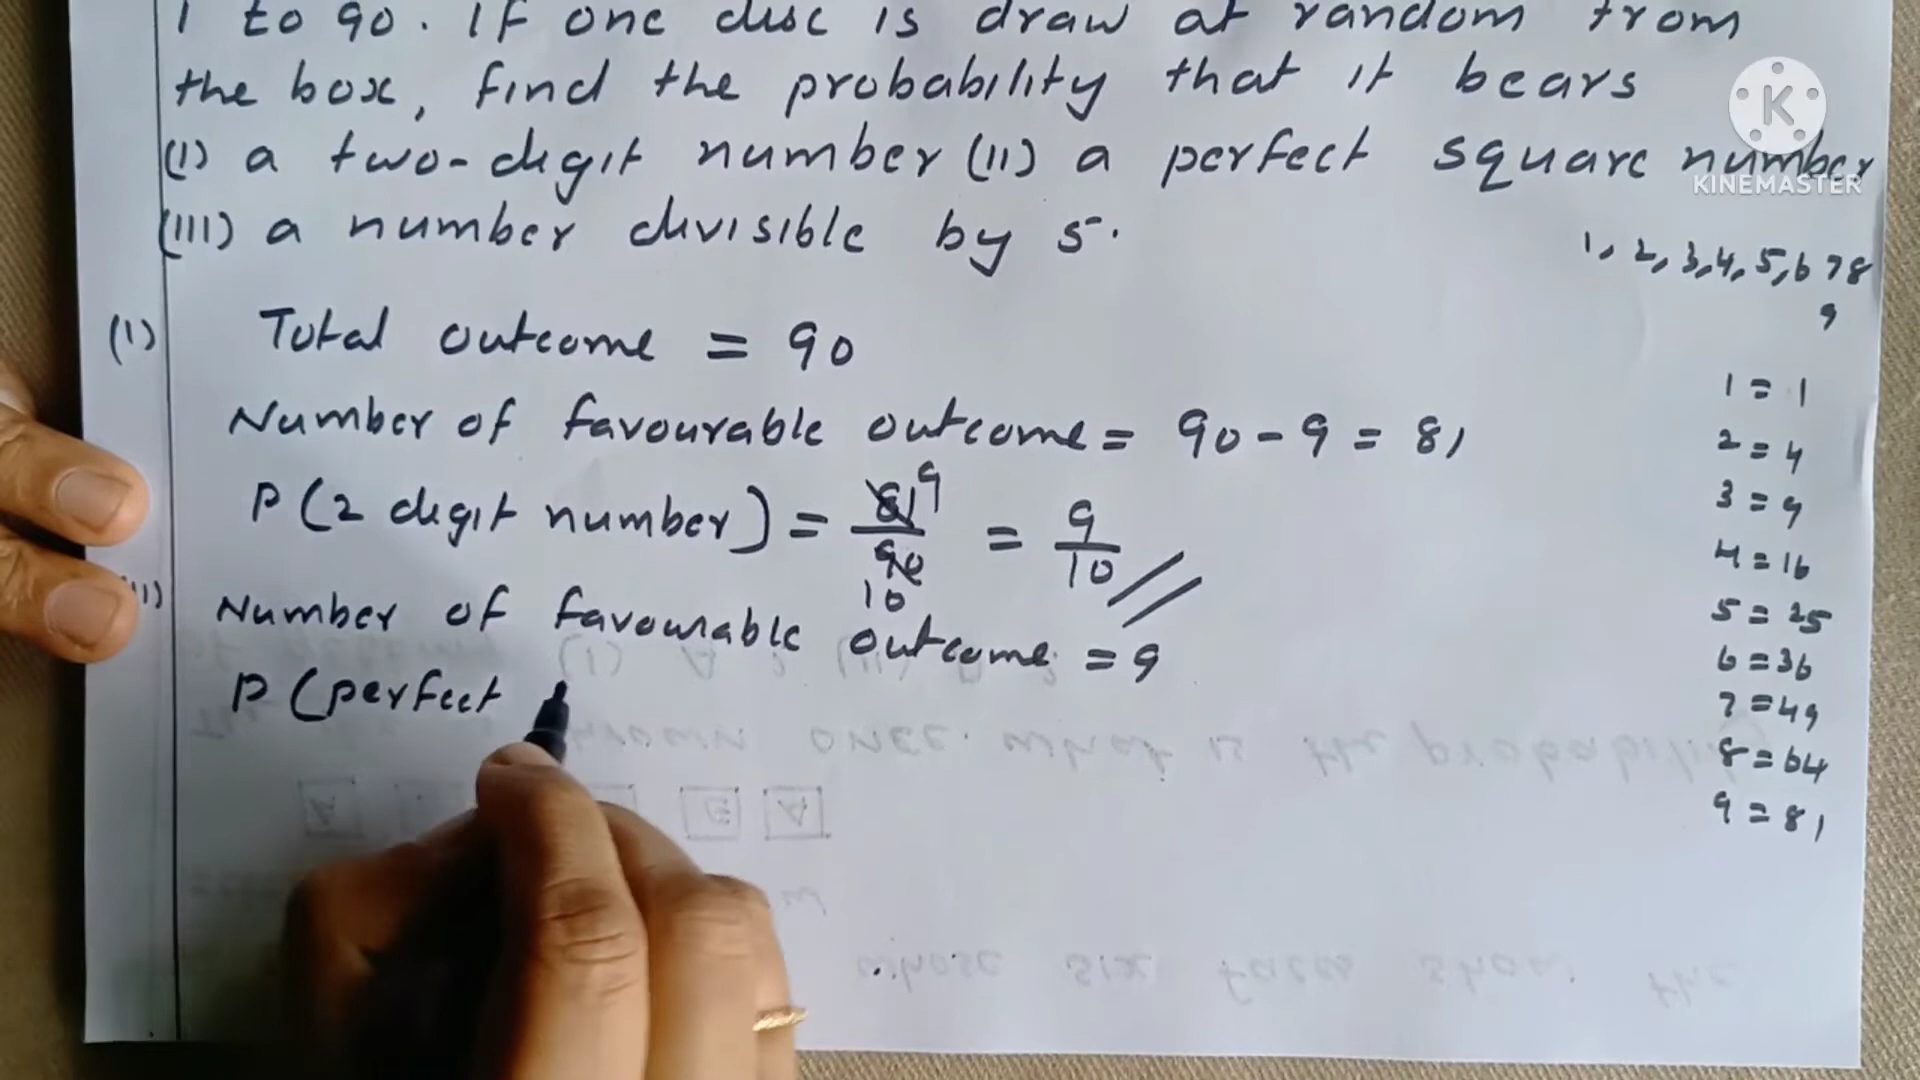 1 to 90. If one disc is draw at random from
the box, find the probability that it bears
(I) a two-digit number (II) a perfect square number
(III) a number divisible by 5.
K
KINEMASTER
1, 2, 3, 4, 5, 6 7 8
9
(I) Total outcome = 90
Number of favourable outcome = 90 - 9 = 81
P (2 digit number) = 81/90 9 10 = 9/10 //
Number of favourable outcome = 9
P (perfect
1 = 1
2 = 4
3 = 9
4 = 16
5 = 25
6 = 36
7 = 49
8 = 64
9 = 81